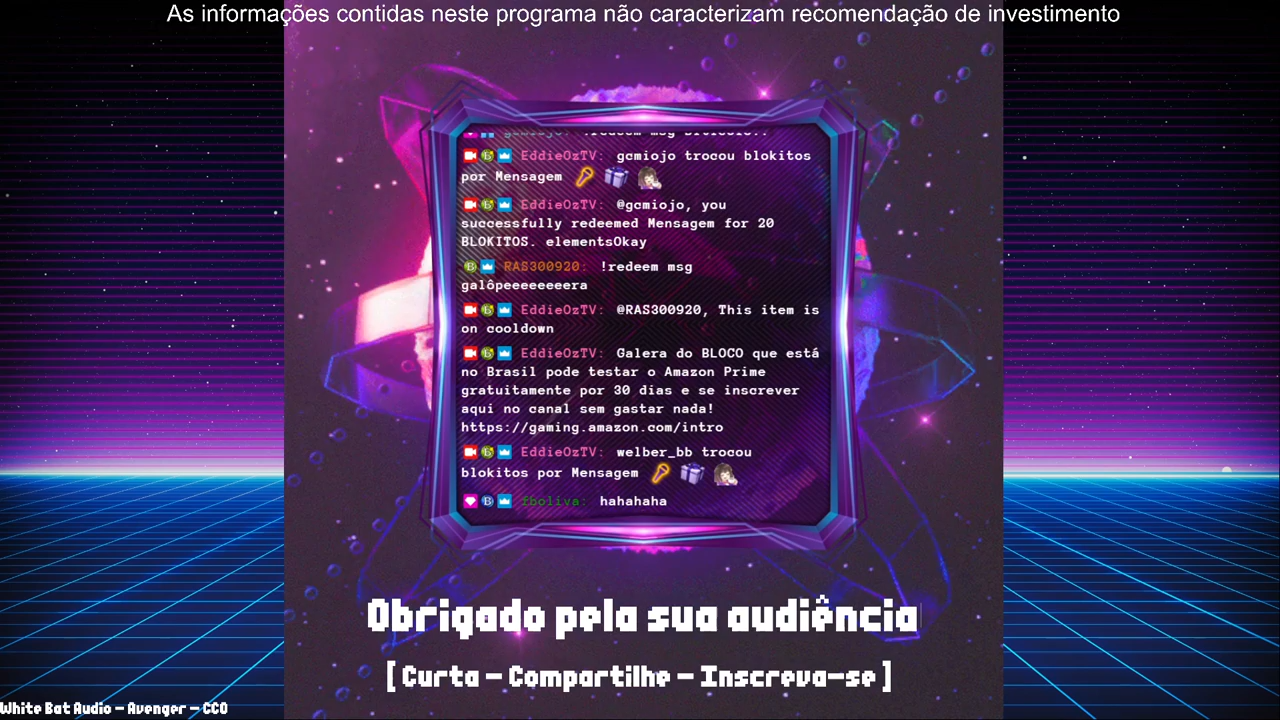 As informações contidas neste programa não caracterizam recomendação de investimento
EddieOzTV: gcmiojo trocou blokitos
por Mensagem
EddieOzTV: @gcmiojo, you
successfully redeemed Mensagem for 20
BLOKITOS. elementsOkay
RAS300920: !redeem msg
galôpeeeeeeeera
EddieOzTV: @RAS300920, This item is
on cooldown
EddieOzTV: Galera do BLOCO que está
no Brasil pode testar o Amazon Prime
gratuitamente por 30 dias e se inscrever
aqui no canal sem gastar nada!
https://gaming.amazon.com/intro
EddieOzTV: welber_bb trocou
blokitos por Mensagem
fboliva: hahahaha
Obrigado pela sua audiência
[ Curta - Compartilhe - Inscreva-se ]
White Bat Audio - Avenger - CC0